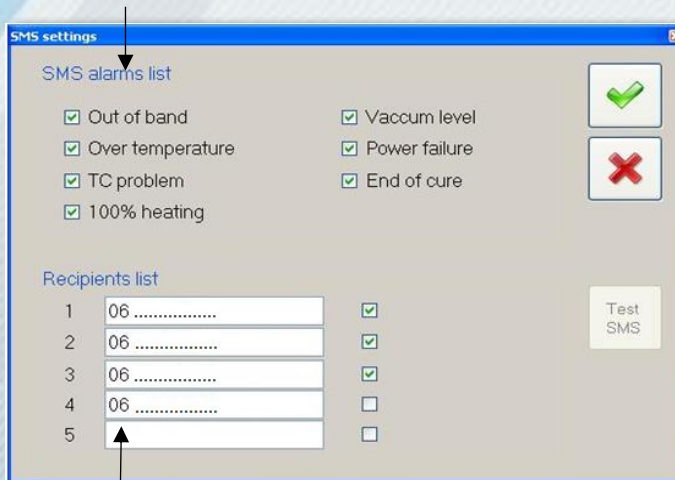 SMS settings
SMS alarms list
Out of band
Vaccum level
Over temperature
Power failure
TC problem
End of cure
100% heating
Recipients list
1 06 .................
2 06 .................
3 06 .................
4 06 .................
5
Test
SMS